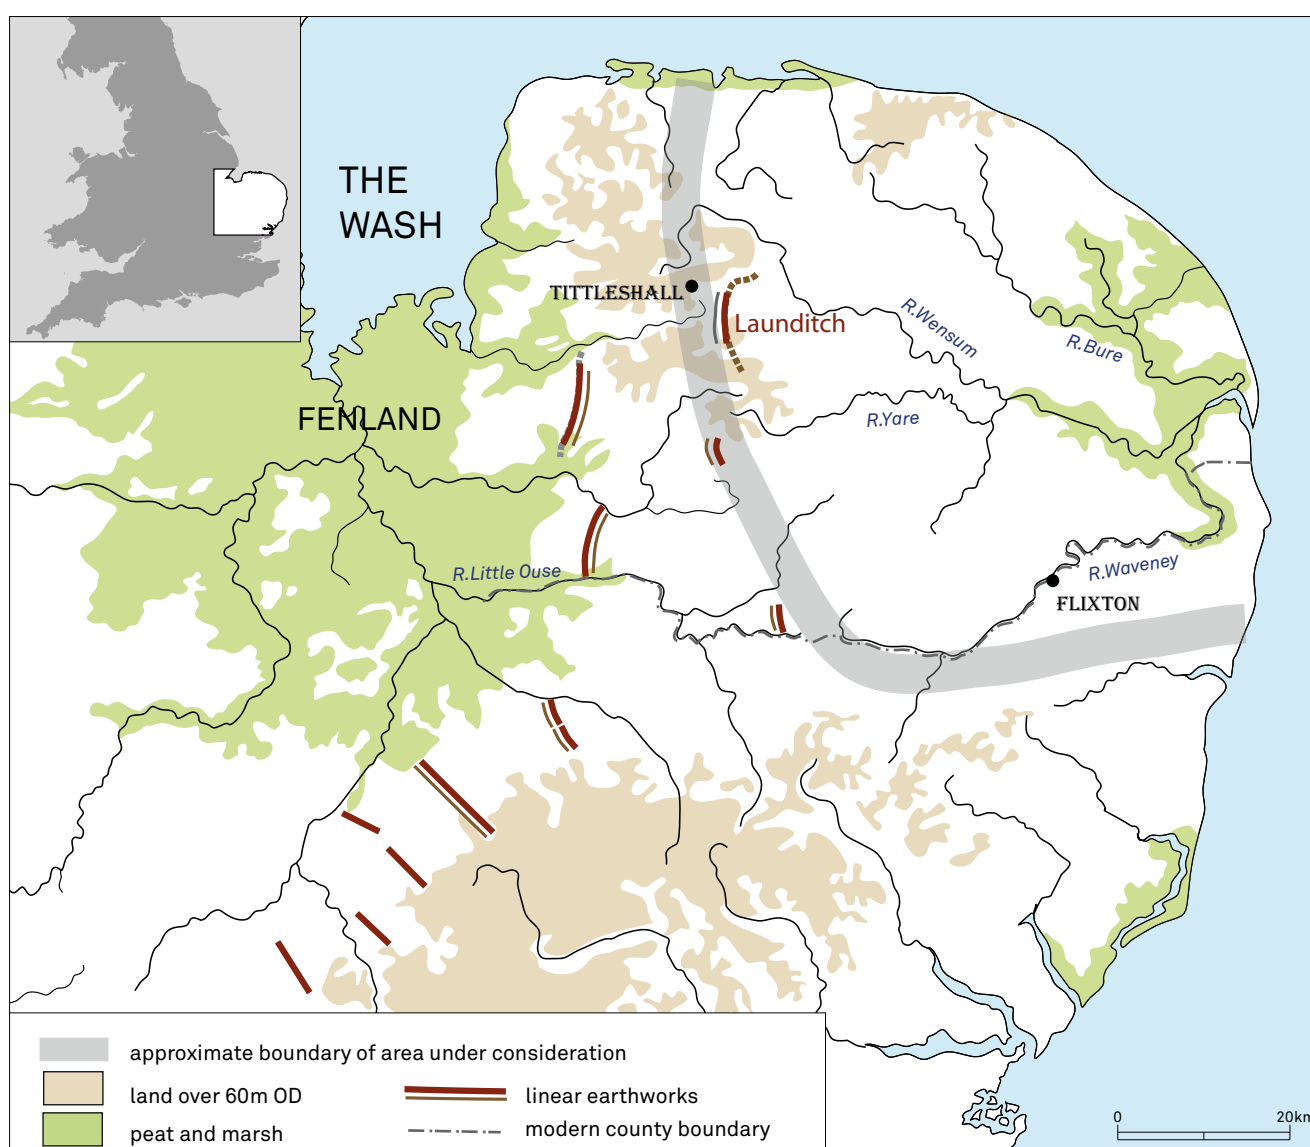 THE
WASH
TITTLESHALL
Launditch
R.Wensum
R.Bure
FENLAND
R.Yare
R.Little Ouse
R.Waveney
FLIXTON
approximate boundary of area under consideration
land over 60m OD
linear earthworks
peat and marsh
modern county boundary
0
20km